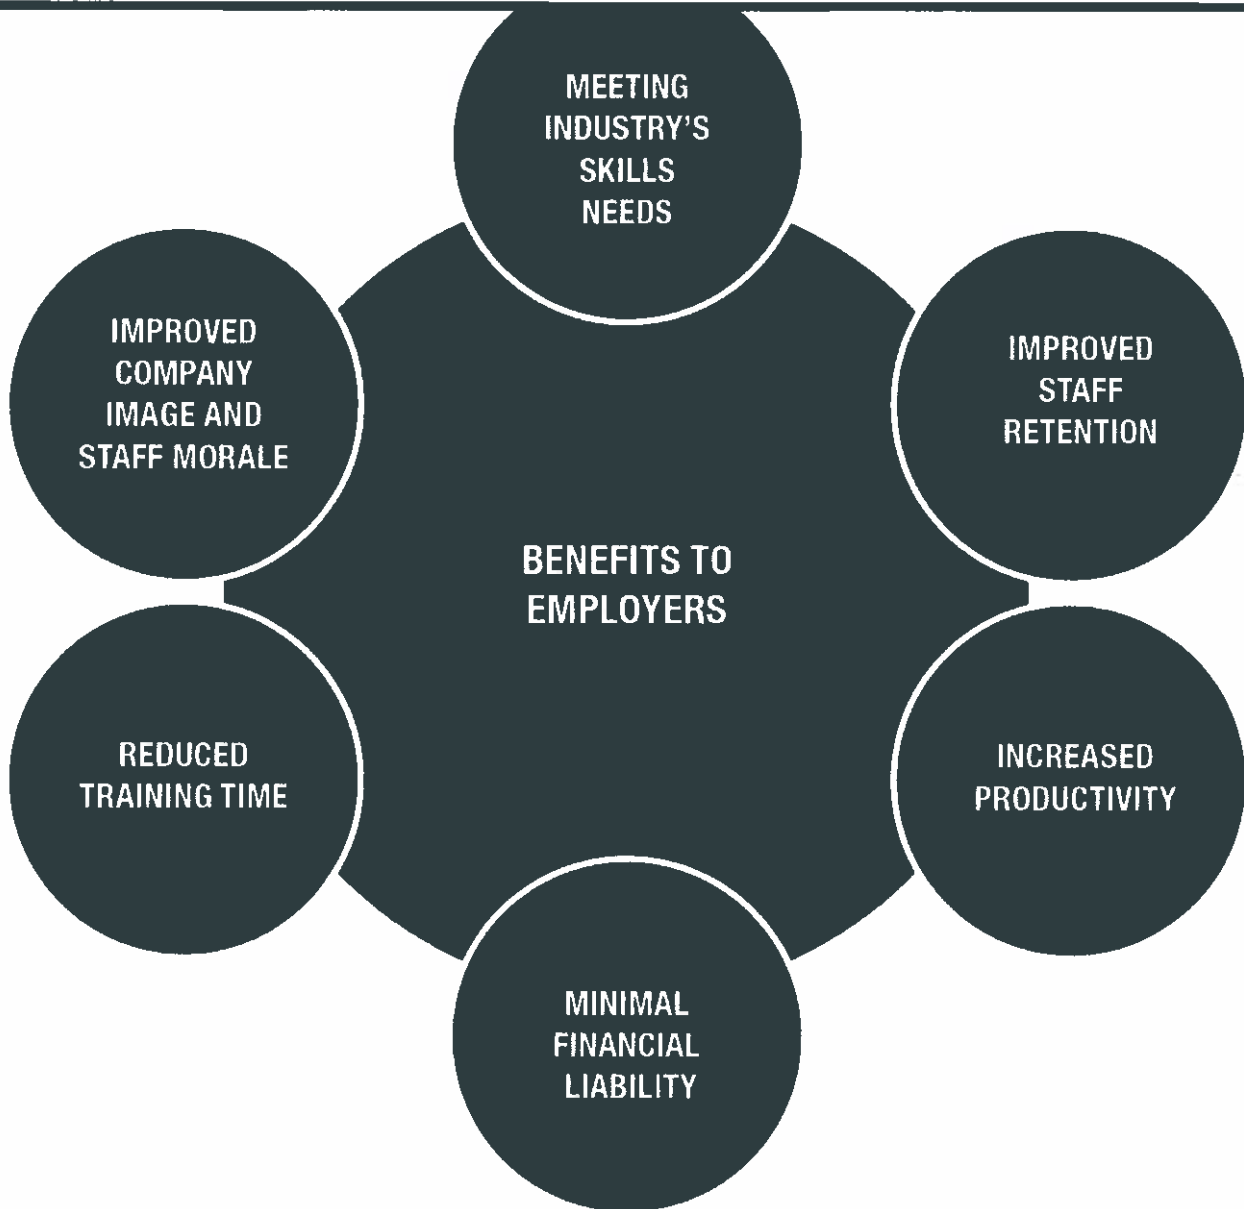 MEETING
INDUSTRY'S
SKILLS
NEEDS
IMPROVED
COMPANY
IMAGE AND
STAFF MORALE
IMPROVED
STAFF
RETENTION
BENEFITS TO
EMPLOYERS
REDUCED
TRAINING TIME
INCREASED
PRODUCTIVITY
MINIMAL
FINANCIAL
LIABILITY